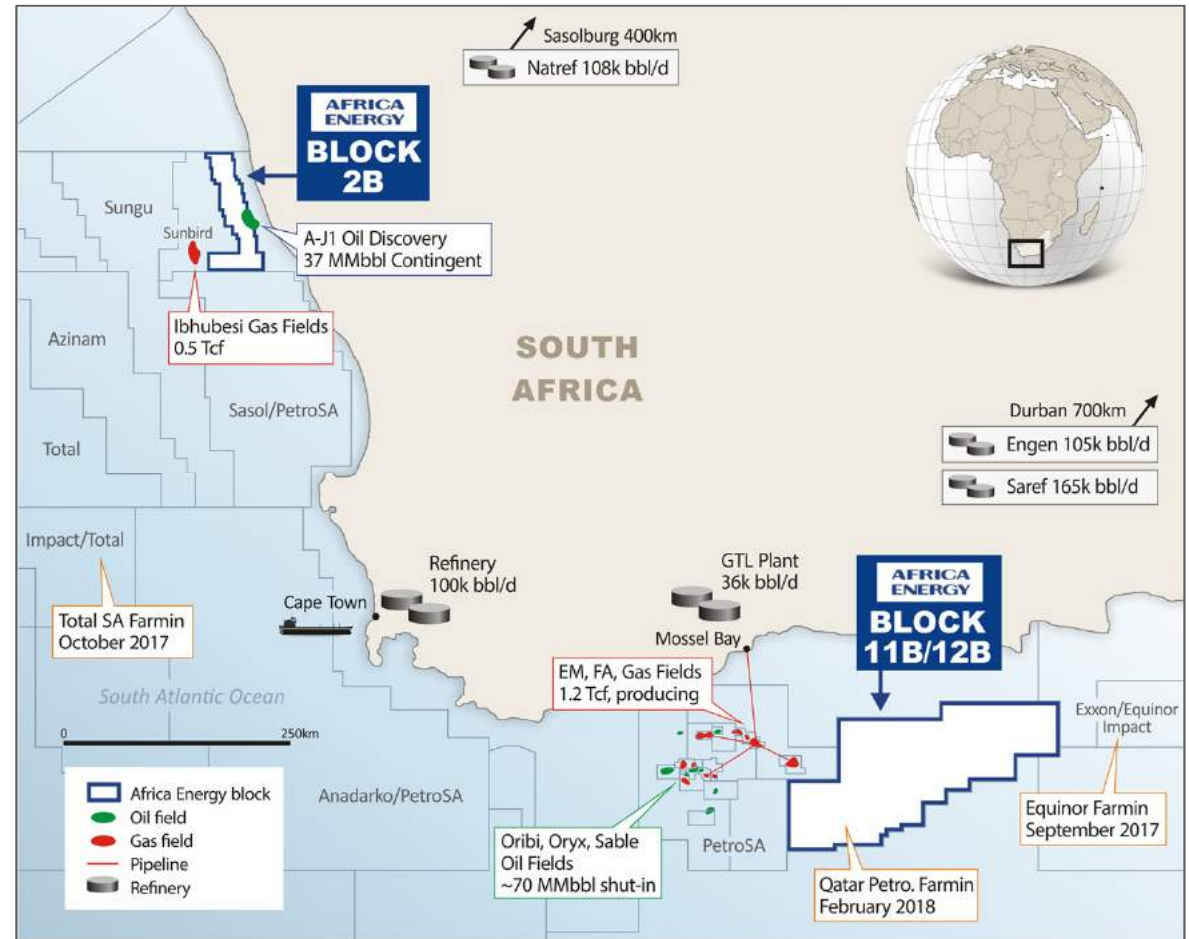 Sasolburg 400km
Natref 108k bbl/d
AFRICA
ENERGY
BLOCK
2B
Sungu
Sunbird
A-J1 Oil Discovery
37 MMbbl Contingent
Ibhubesi Gas Fields
0.5 Tcf
Azinam
SOUTH
AFRICA
Sasol/PetroSA
Total
Durban 700km
Engen 105k bbl/d
Saref 165k bbl/d
Impact/Total
Total SA Farmin
October 2017
Refinery
100k bbl/d
Cape Town
GTL Plant
36k bbl/d
Mossel Bay
AFRICA
ENERGY
BLOCK
11B/12B
EM, FA, Gas Fields
1.2 Tcf, producing
South Atlantic Ocean
Exxon/Equinor
Impact
0 250km
Africa Energy block
Oil field
Gas field
Pipeline
Refinery
Anadarko/PetroSA
Oribi, Oryx, Sable
Oil Fields
~70 MMbbl shut-in
PetroSA
Equinor Farmin
September 2017
Qatar Petro. Farmin
February 2018